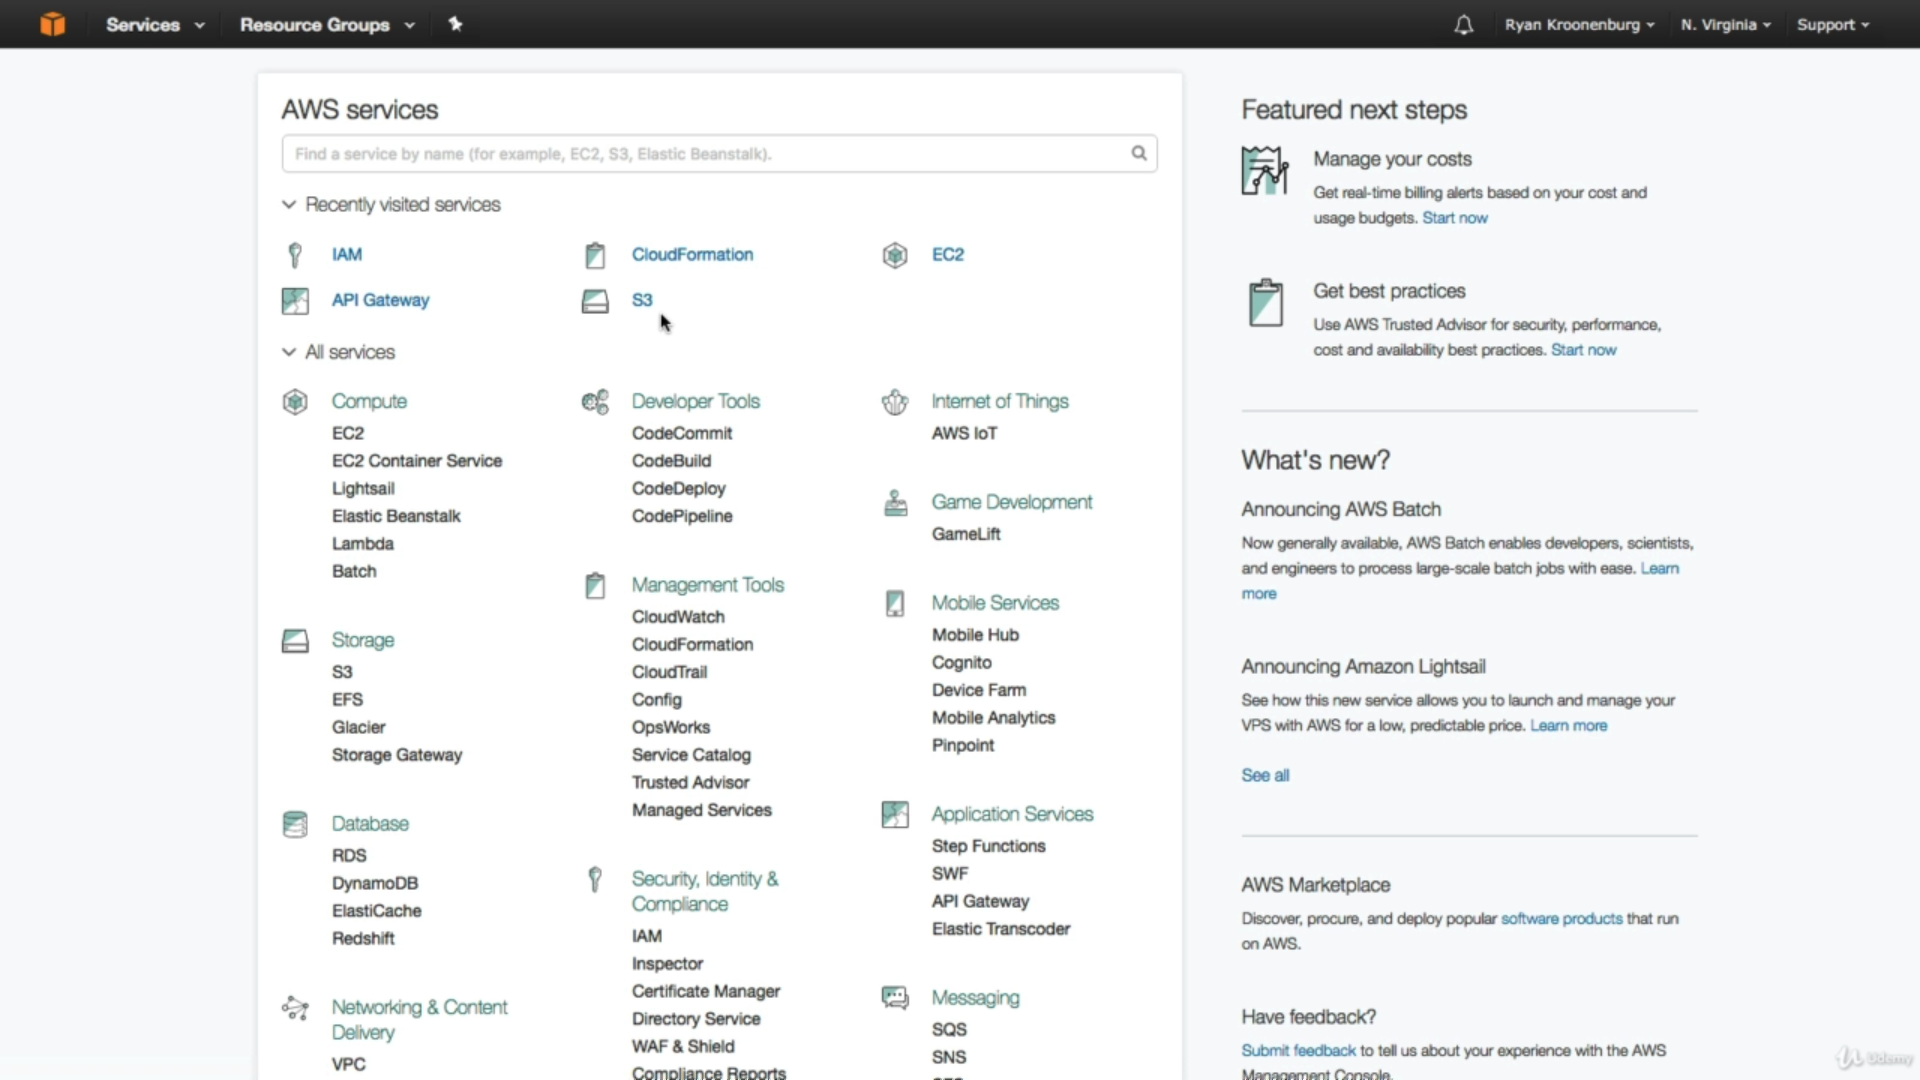 Services
Resource Groups
Ryan Kroonenburg
N. Virginia
Support
AWS services
Find a service by name (for example, EC2, S3, Elastic Beanstalk).
Recently visited services
IAM
CloudFormation
EC2
API Gateway
S3
All services
Compute
EC2
EC2 Container Service
Lightsail
Elastic Beanstalk
Lambda
Batch
Storage
S3
EFS
Glacier
Storage Gateway
Database
RDS
DynamoDB
ElastiCache
Redshift
Networking & Content
Delivery
VPC
Developer Tools
CodeCommit
CodeBuild
CodeDeploy
CodePipeline
Management Tools
CloudWatch
CloudFormation
CloudTrail
Config
OpsWorks
Service Catalog
Trusted Advisor
Managed Services
Security, Identity &
Compliance
IAM
Inspector
Certificate Manager
Directory Service
WAF & Shield
Compliance Reports
Internet of Things
AWS IoT
Game Development
GameLift
Mobile Services
Mobile Hub
Cognito
Device Farm
Mobile Analytics
Pinpoint
Application Services
Step Functions
SWF
API Gateway
Elastic Transcoder
Messaging
SQS
SNS
Featured next steps
Manage your costs
Get real-time billing alerts based on your cost and
usage budgets. Start now
Get best practices
Use AWS Trusted Advisor for security, performance,
cost and availability best practices. Start now
What's new?
Announcing AWS Batch
Now generally available, AWS Batch enables developers, scientists,
and engineers to process large-scale batch jobs with ease. Learn
more
Announcing Amazon Lightsail
See how this new service allows you to launch and manage your
VPS with AWS for a low, predictable price. Learn more
See all
AWS Marketplace
Discover, procure, and deploy popular software products that run
on AWS.
Have feedback?
Submit feedback to tell us about your experience with the AWS
Management Console.
Udemy